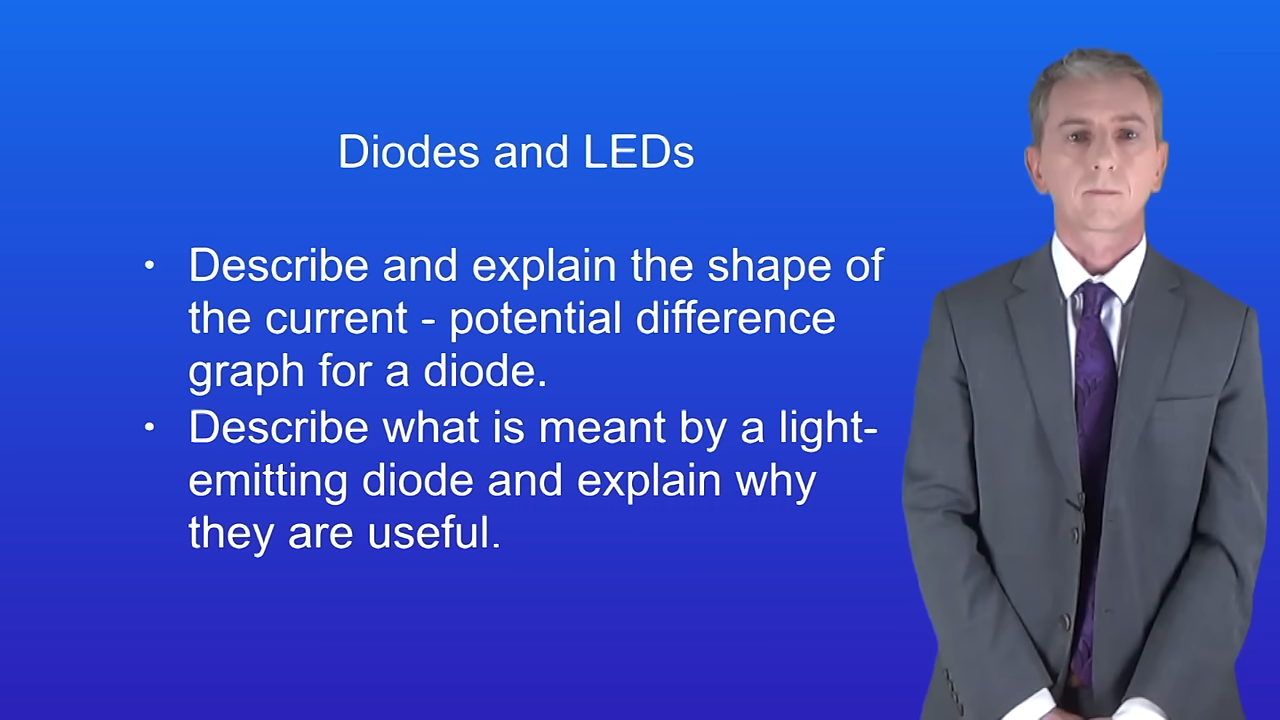 Diodes and LEDs
• Describe and explain the shape of
the current - potential difference
graph for a diode.
• Describe what is meant by a light-
emitting diode and explain why
they are useful.